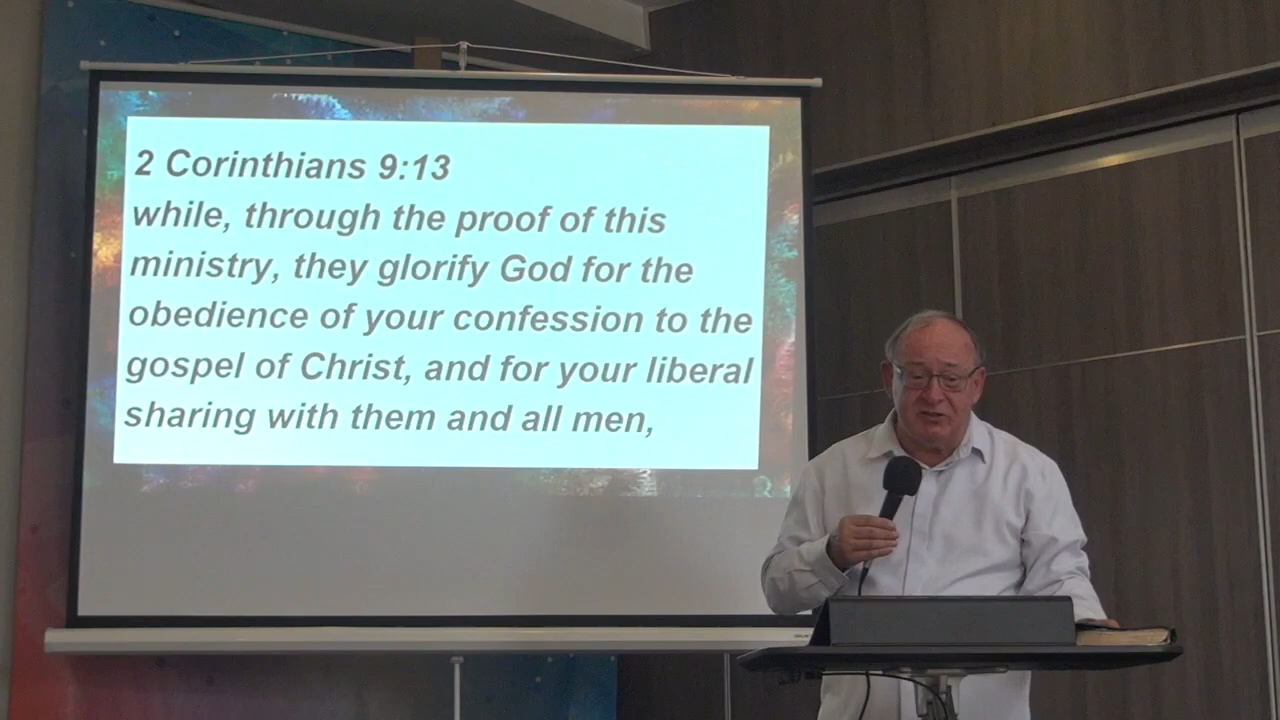 2 Corinthians 9:13
while, through the proof of this
ministry, they glorify God for the
obedience of your confession to the
gospel of Christ, and for your liberal
sharing with them and all men,